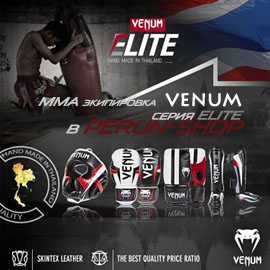 VENUM
ELITE
HAND MADE IN THAILAND
MMA ЭКИПИРОВКА VENUM
СЕРИЯ ELITE
В PERUN-SHOP
HAND MADE IN THAILAND
SKINTEX LEATHER
THE BEST QUALITY PRICE RATIO
VENUM